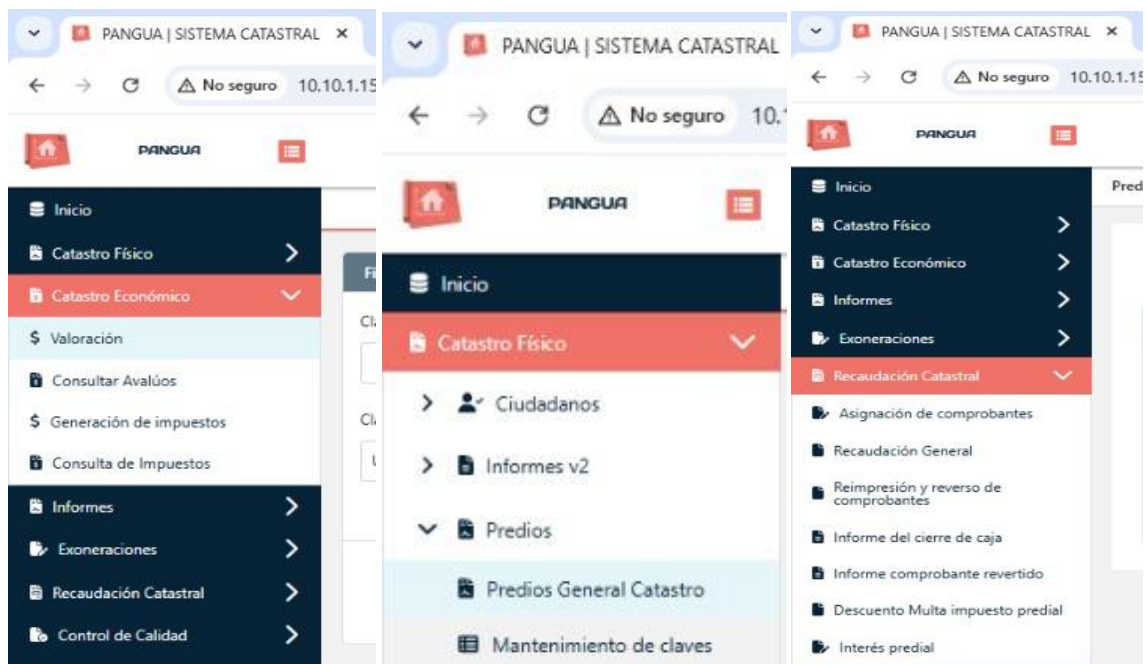 PANGUA | SISTEMA CATASTRAL
No seguro 10.10.1.15
PANGUA
Inicio
Catastro Físico
Catastro Económico
$ Valoración
Consultar Avalúos
$ Generación de impuestos
Consulta de Impuestos
Informes
Exoneraciones
Recaudación Catastral
Control de Calidad
PANGUA | SISTEMA CATASTRAL
No seguro 10.
PANGUA
Inicio
Catastro Físico
Ciudadanos
Informes v2
Predios
Predios General Catastro
Mantenimiento de claves
PANGUA | SISTEMA CATASTRAL
No seguro 10.10.1.15
PANGUA
Inicio
Pred
Catastro Físico
Catastro Económico
Informes
Exoneraciones
Recaudación Catastral
Asignación de comprobantes
Recaudación General
Reimpresión y reverso de
comprobantes
Informe del cierre de caja
Informe comprobante revertido
Descuento Multa impuesto predial
Interés predial